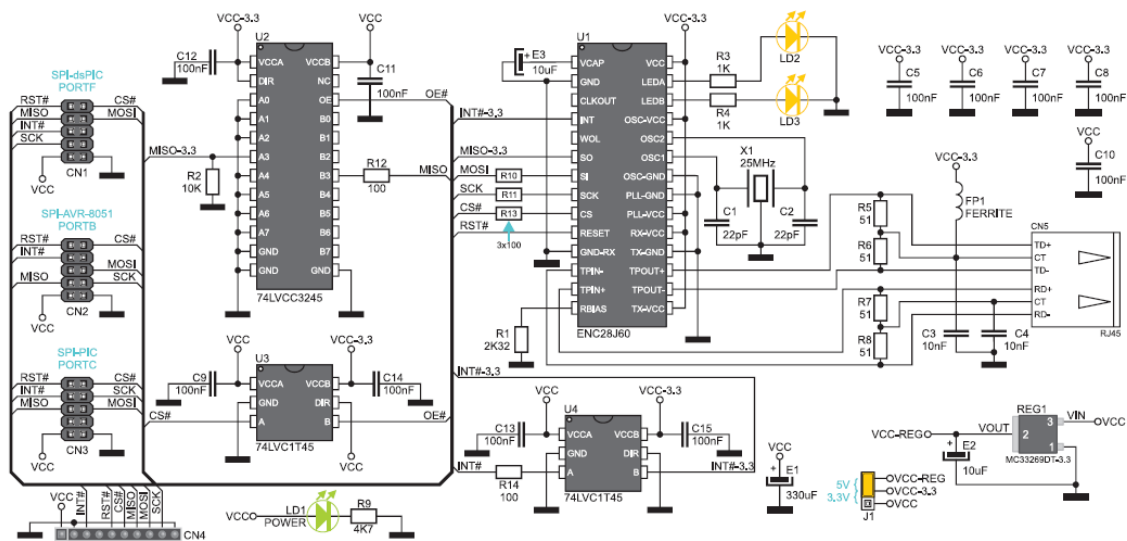 VCC-3.3
VCC
C12
100nF
U2
VCCA
VCCB
DIR
NC
A0
OE
A1
B0
A2
B1
A3
B2
A4
B3
A5
B4
A6
B5
A7
B6
GND
B7
GND
GND
74LVCC3245
C11
100nF
OE#
MISO-3.3
R2
10K
R12
100
MISO
SPI-dsPIC
PORTF
RST#
CS#
MISO
MOSI
INT#
SCK
VCC
CN1
SPI-AVR-8051
PORTB
RST#
CS#
INT#
MOSI
MISO
SCK
VCC
CN2
SPI-PIC
PORTC
RST#
CS#
INT#
SCK
MISO
MOSI
VCC
CN3
VCC
INT#
RST#
CS#
MISO
MOSI
SCK
CN4
VCC
VCC-3.3
U3
C9
100nF
VCCA
VCCB
GND
DIR
A
B
74LVC1T45
C14
100nF
CS#
OE#
VCC
VCC
LD1
POWER
R9
4K7
U1
VCC-3.3
E3
10uF
VCAP
VCC
GND
LEDA
CLKOUT
LEDB
INT
OSC-VCC
WOL
OSC2
SO
OSC1
SI
OSC-GND
SCK
PLL-GND
CS
PLL-VCC
RESET
RX-VCC
GND-RX
TX-GND
TPIN-
TPOUT+
TPIN+
TPOUT-
RBIAS
TX-VCC
ENC28J60
INT#-3.3
MISO-3.3
MOSI
R10
SCK
R11
CS#
R13
RST#
3x100
R1
2K32
R3
1K
R4
1K
LD2
LD3
X1
25MHz
C1
22pF
C2
22pF
VCC-3.3
C5
100nF
VCC-3.3
C6
100nF
VCC-3.3
C7
100nF
VCC-3.3
C8
100nF
VCC
C10
100nF
VCC-3.3
FP1
FERRITE
R5
51
R6
51
R7
51
R8
51
CN5
TD+
CT
TD-
RD+
CT
RD-
RJ45
C3
10nF
C4
10nF
INT#-3.3
VCC
VCC-3.3
U4
C13
100nF
VCCA
VCCB
GND
DIR
A
B
74LVC1T45
C15
100nF
INT#
R14
100
INT#-3.3
VCC
E1
330uF
REG1
VCC-REG
VOUT
VIN
VCC
3
2
1
MC33269DT-3.3
E2
10uF
5V
3.3V
VCC-REG
VCC-3.3
VCC
J1